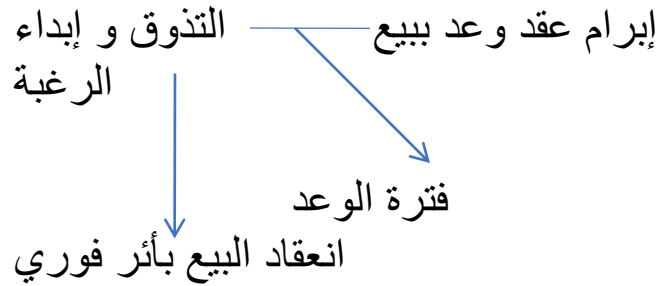 إبرام عقد وعد ببيع
التذوق و إبداء
الرغبة
فترة الوعد
انعقاد البيع بأثر فوري